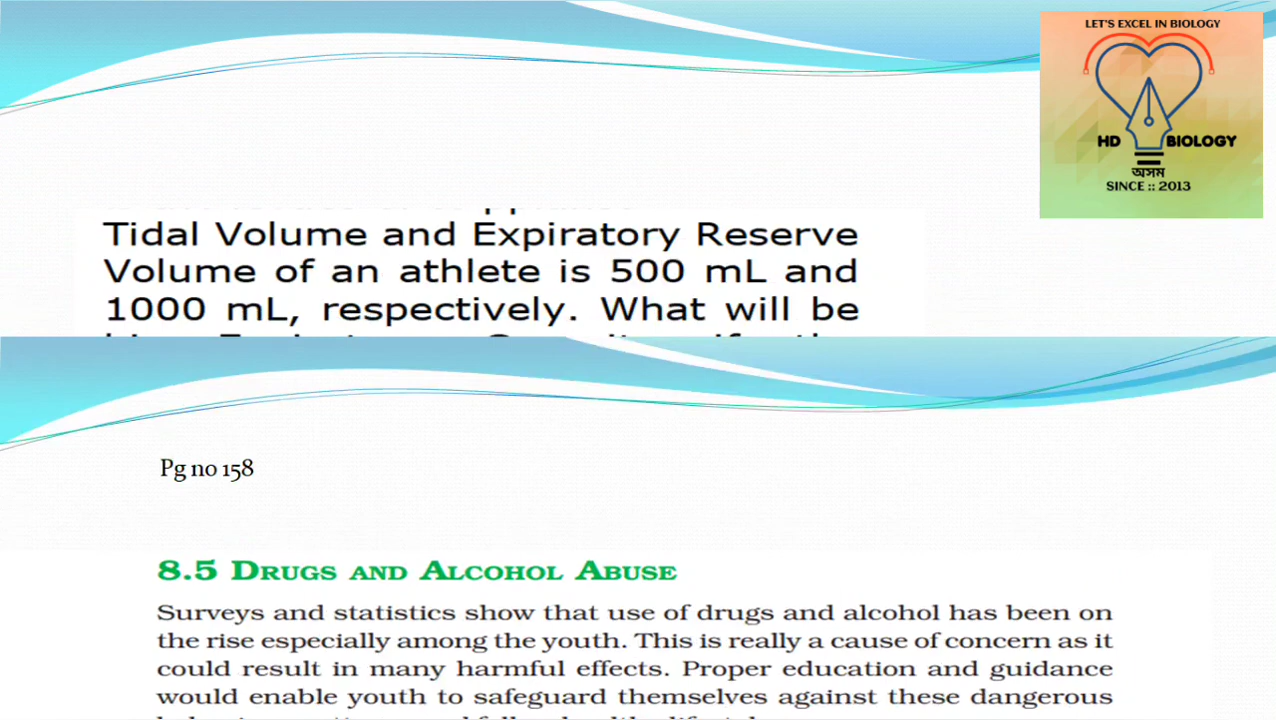 LET'S EXCEL IN BIOLOGY
HD BIOLOGY
অসম
SINCE :: 2013
Tidal Volume and Expiratory Reserve
Volume of an athlete is 500 mL and
1000 mL, respectively. What will be
Pg no 158
8.5 DRUGS AND ALCOHOL ABUSE
Surveys and statistics show that use of drugs and alcohol has been on
the rise especially among the youth. This is really a cause of concern as it
could result in many harmful effects. Proper education and guidance
would enable youth to safeguard themselves against these dangerous